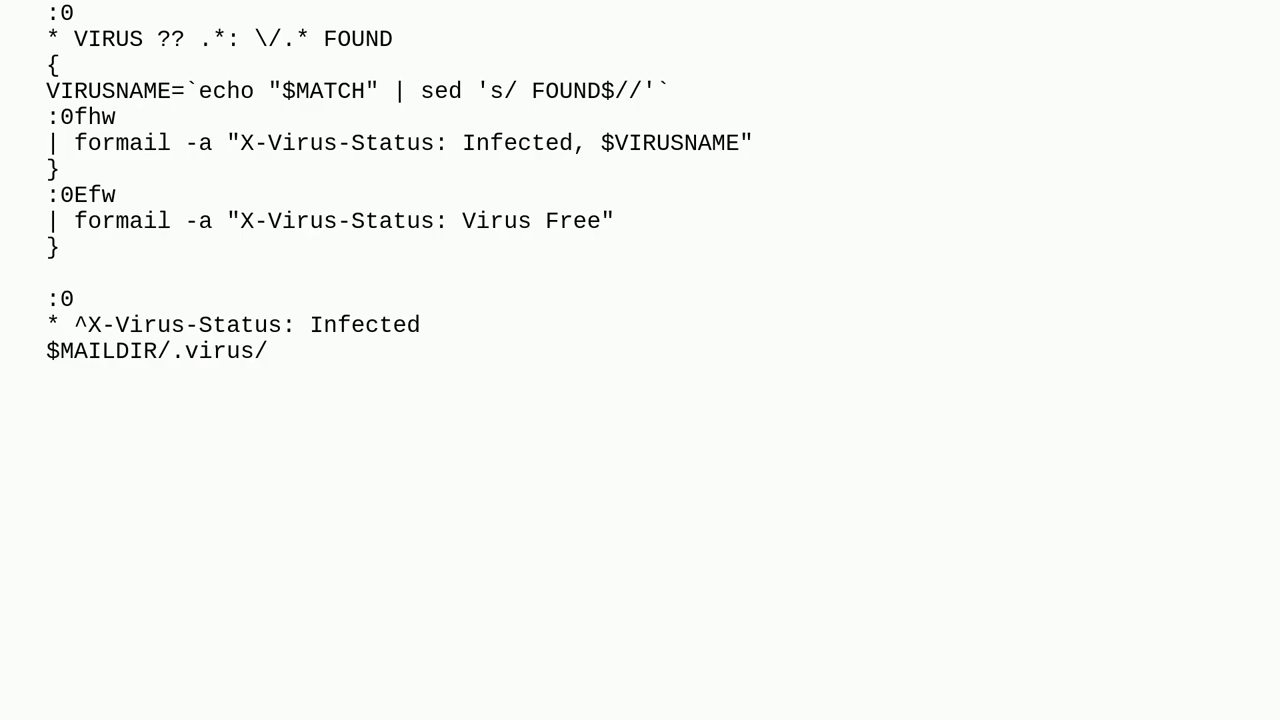 :0
* VIRUS ?? .*: \/.* FOUND
{
VIRUSNAME=`echo "$MATCH" | sed 's/ FOUND$//'`
:0fhw
| formail -a "X-Virus-Status: Infected, $VIRUSNAME"
}
:0Efw
| formail -a "X-Virus-Status: Virus Free"
}

:0
* ^X-Virus-Status: Infected
$MAILDIR/.virus/